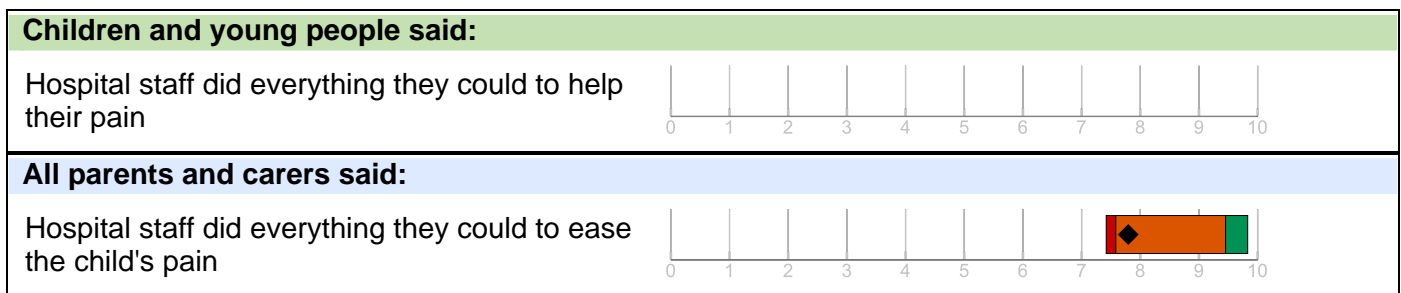 Children and young people said:
Hospital staff did everything they could to help
their pain
0 1 2 3 4 5 6 7 8 9 10
All parents and carers said:
Hospital staff did everything they could to ease
the child's pain
0 1 2 3 4 5 6 7 8 9 10